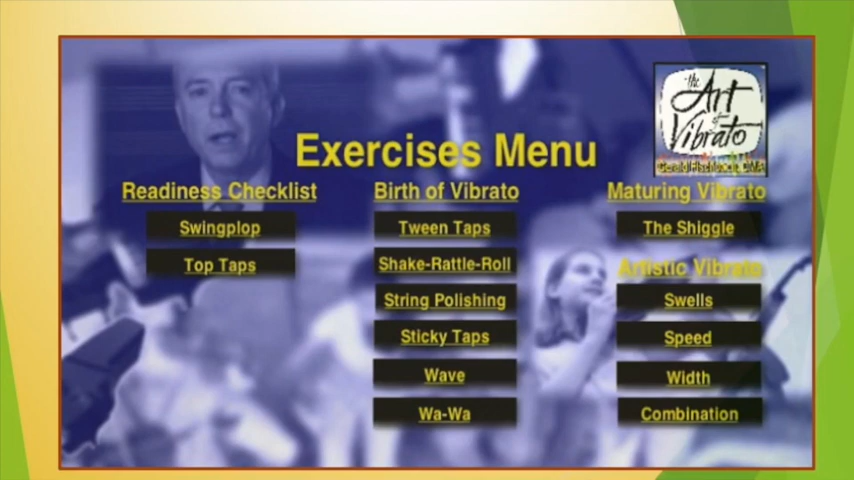 the
Art
of
Vibrato
Exercises Menu
Readiness Checklist
Swingplop
Top Taps
Birth of Vibrato
Tween Taps
Shake-Rattle-Roll
String Polishing
Sticky Taps
Wave
Wa-Wa
Maturing Vibrato
The Shiggle
Artistic Vibrato
Swells
Speed
Width
Combination